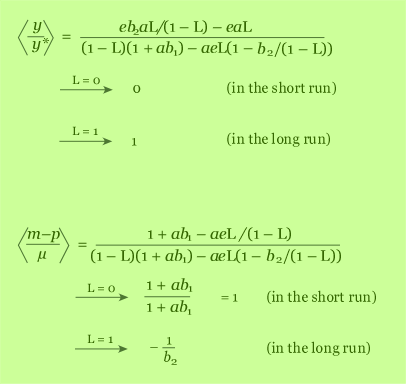 ⟨y/y*⟩ = (eb₂aL/(1 − L) − eaL) / ((1 − L)(1 + ab₁) − aeL(1 − b₂/(1 − L)))
L = 0 → 0 (in the short run)
L = 1 → 1 (in the long run)
⟨m−p/μ⟩ = (1 + ab₁ − aeL/(1 − L)) / ((1 − L)(1 + ab₁) − aeL(1 − b₂/(1 − L)))
L = 0 → (1 + ab₁)/(1 + ab₁) = 1 (in the short run)
L = 1 → − 1/b₂ (in the long run)